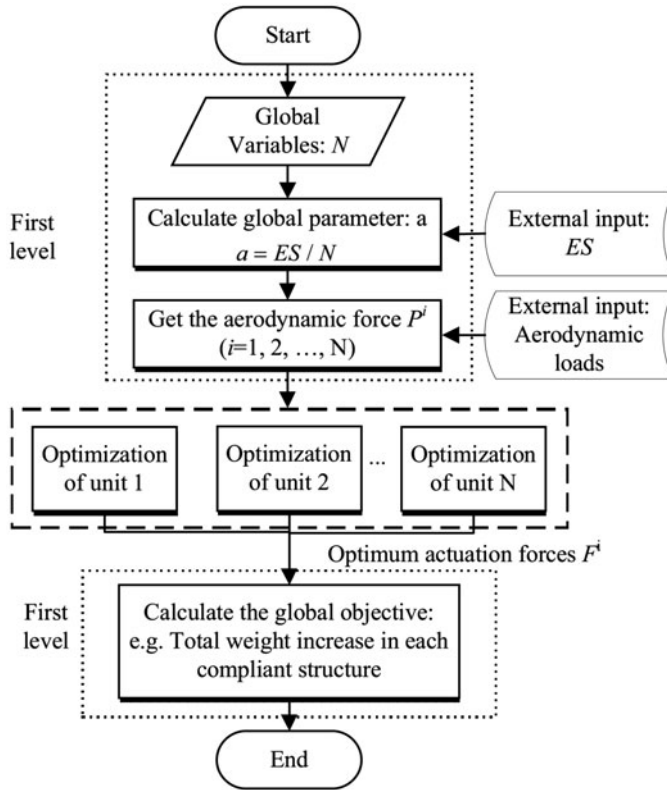 Start
Global
Variables: N
First
level
Calculate global parameter: a
a = ES / N
External input:
ES
Get the aerodynamic force Pⁱ
(i=1, 2, …, N)
External input:
Aerodynamic
loads
Optimization
of unit 1
Optimization
of unit 2
...
Optimization
of unit N
Optimum actuation forces Fⁱ
First
level
Calculate the global objective:
e.g. Total weight increase in each
compliant structure
End